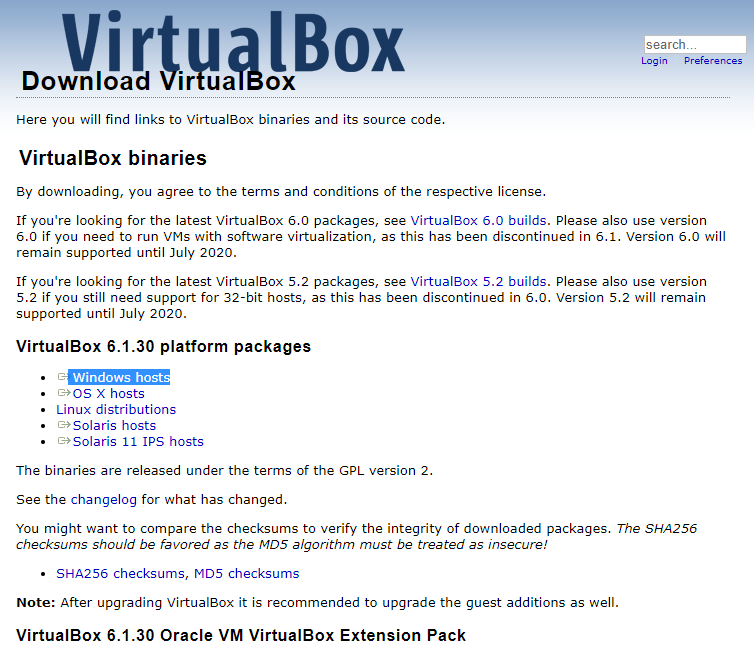 VirtualBox
search...
Login Preferences
Download VirtualBox
Here you will find links to VirtualBox binaries and its source code.
VirtualBox binaries
By downloading, you agree to the terms and conditions of the respective license.
If you're looking for the latest VirtualBox 6.0 packages, see VirtualBox 6.0 builds. Please also use version
6.0 if you need to run VMs with software virtualization, as this has been discontinued in 6.1. Version 6.0 will
remain supported until July 2020.
If you're looking for the latest VirtualBox 5.2 packages, see VirtualBox 5.2 builds. Please also use version
5.2 if you still need support for 32-bit hosts, as this has been discontinued in 6.0. Version 5.2 will remain
supported until July 2020.
VirtualBox 6.1.30 platform packages
• Windows hosts
• OS X hosts
• Linux distributions
• Solaris hosts
• Solaris 11 IPS hosts
The binaries are released under the terms of the GPL version 2.
See the changelog for what has changed.
You might want to compare the checksums to verify the integrity of downloaded packages. The SHA256
checksums should be favored as the MD5 algorithm must be treated as insecure!
• SHA256 checksums, MD5 checksums
Note: After upgrading VirtualBox it is recommended to upgrade the guest additions as well.
VirtualBox 6.1.30 Oracle VM VirtualBox Extension Pack